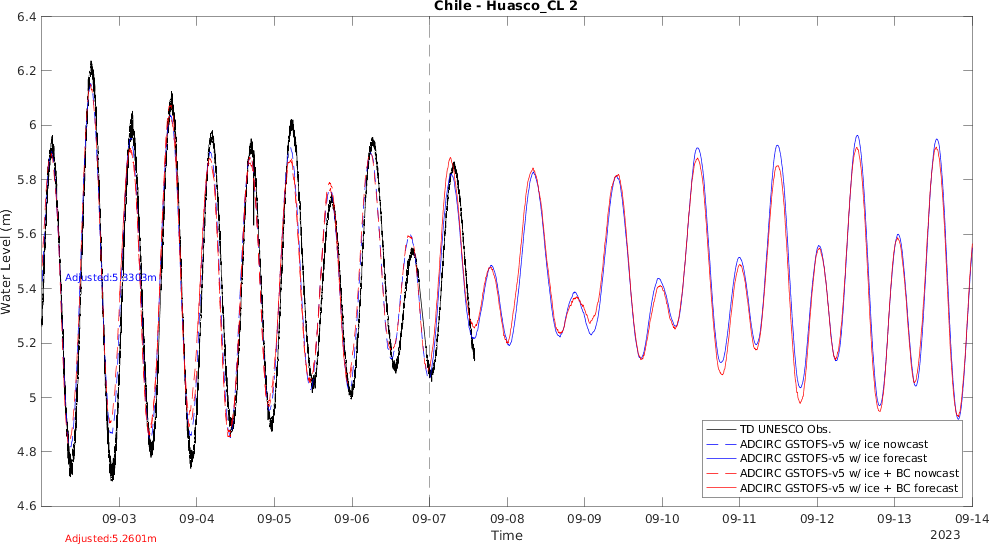 Chile - Huasco_CL 2
6.4
6.2
6
5.8
5.6
5.4
5.2
5
4.8
4.6
Water Level (m)
Adjusted:5.3303m
TD UNESCO Obs.
ADCIRC GSTOFS-v5 w/ ice nowcast
ADCIRC GSTOFS-v5 w/ ice forecast
ADCIRC GSTOFS-v5 w/ ice + BC nowcast
ADCIRC GSTOFS-v5 w/ ice + BC forecast
09-03 09-04 09-05 09-06 09-07 09-08 09-09 09-10 09-11 09-12 09-13 09-14
Time
2023
Adjusted:5.2601m